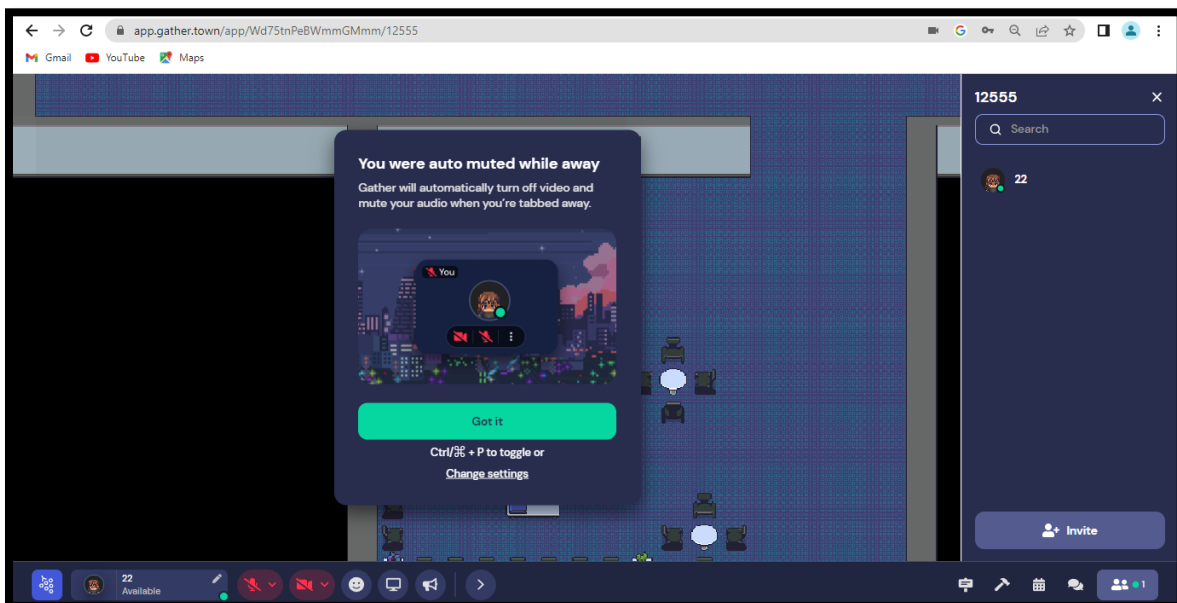 app.gather.town/app/Wd75tnPeBWmmGMmm/12555
Gmail YouTube Maps
12555
Search
22
You were auto muted while away
Gather will automatically turn off video and
mute your audio when you're tabbed away.
You
Got it
Ctrl/⌘ + P to toggle or
Change settings
Invite
22
Available
1